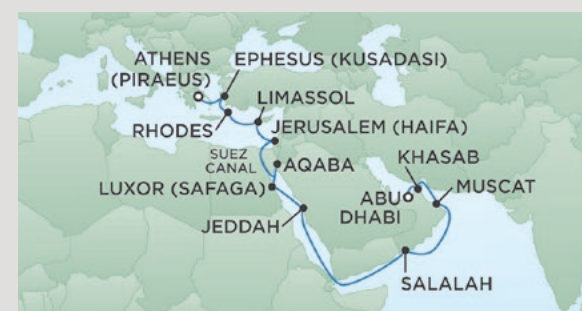 ATHENS
(PIRAEUS)
EPHESUS (KUSADASI)
LIMASSOL
RHODES
JERUSALEM (HAIFA)
SUEZ
CANAL
AQABA
KHASAB
LUXOR (SAFAGA)
ABU
DHABI
MUSCAT
JEDDAH
SALALAH